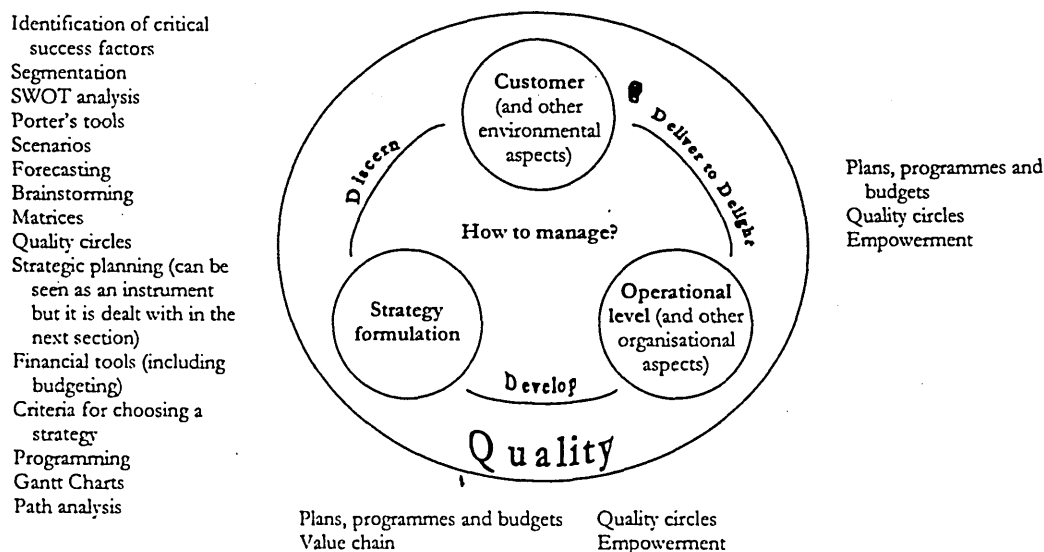 Identification of critical
success factors
Segmentation
SWOT analysis
Porter's tools
Scenarios
Forecasting
Brainstorming
Matrices
Quality circles
Strategic planning (can be
seen as an instrument
but it is dealt with in the
next section)
Financial tools (including
budgeting)
Criteria for choosing a
strategy
Programming
Gantt Charts
Path analysis
Customer
(and other
environmental
aspects)
Discern
Deliver to Delight
How to manage?
Strategy
formulation
Operational
level (and other
organisational
aspects)
Develop
Quality
Plans, programmes and
budgets
Quality circles
Empowerment
Plans, programmes and budgets
Value chain
Quality circles
Empowerment